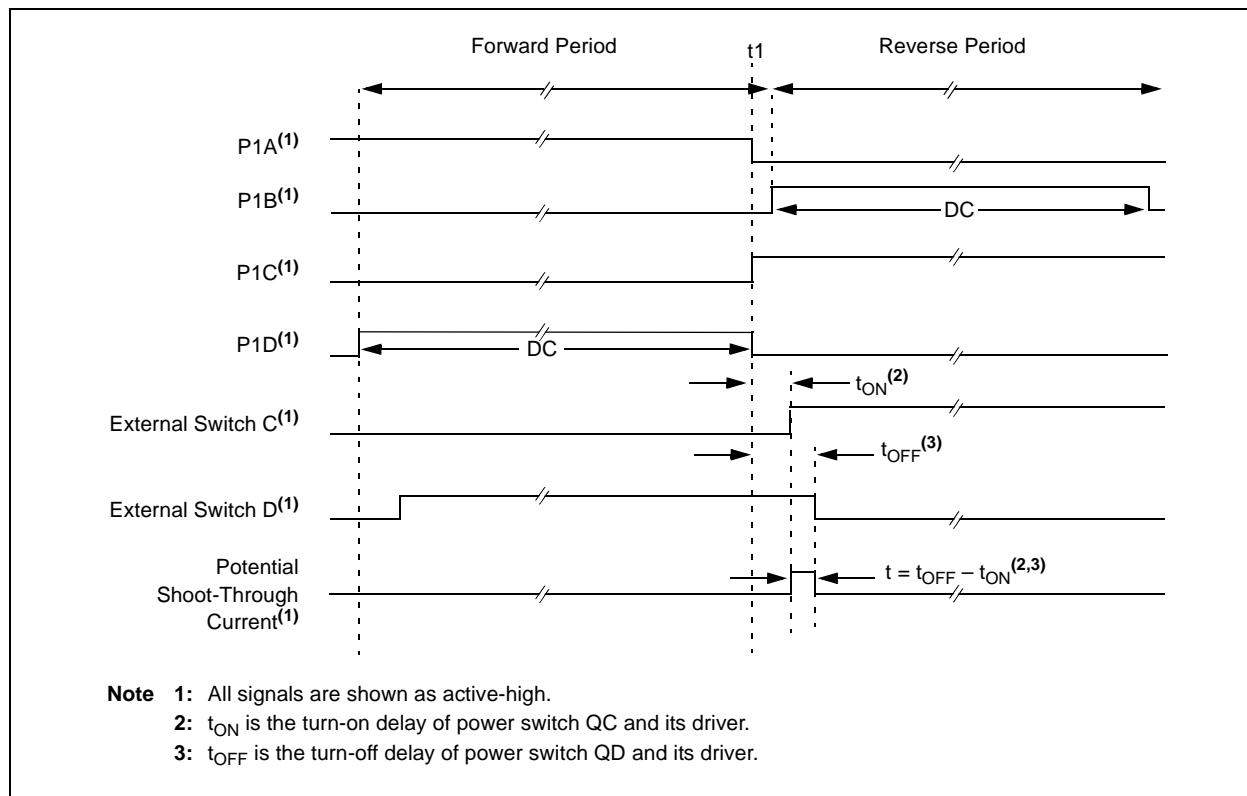 Forward Period t1 Reverse Period
P1A(1)
P1B(1)
DC
P1C(1)
P1D(1)
DC
tON(2)
External Switch C(1)
tOFF(3)
External Switch D(1)
Potential
Shoot-Through
Current(1)
t = tOFF – tON(2,3)
Note 1: All signals are shown as active-high.
2: tON is the turn-on delay of power switch QC and its driver.
3: tOFF is the turn-off delay of power switch QD and its driver.